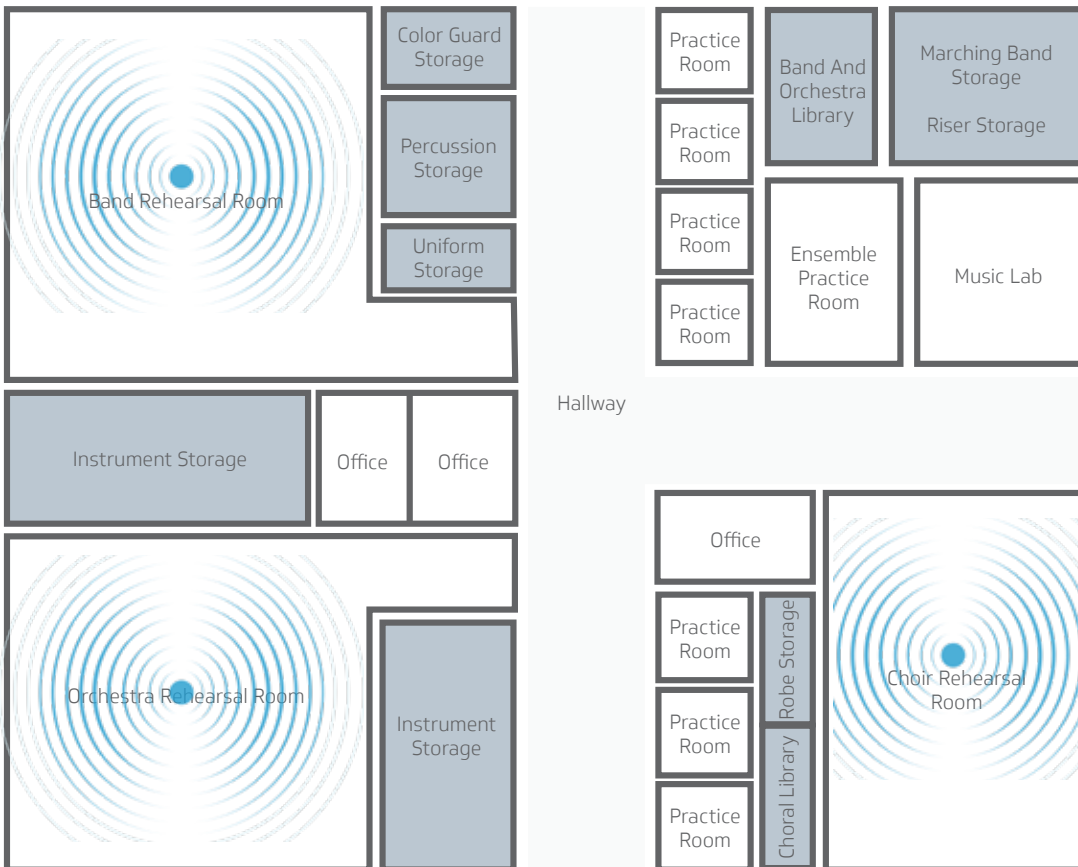 Color Guard
Storage
Percussion
Storage
Band Rehearsal Room
Uniform
Storage
Practice
Room
Practice
Room
Practice
Room
Practice
Room
Band And
Orchestra
Library
Marching Band
Storage
Riser Storage
Ensemble
Practice
Room
Music Lab
Hallway
Instrument Storage
Office
Office
Orchestra Rehearsal Room
Instrument
Storage
Office
Practice
Room
Practice
Room
Practice
Room
Robe Storage
Choral Library
Choir Rehearsal
Room